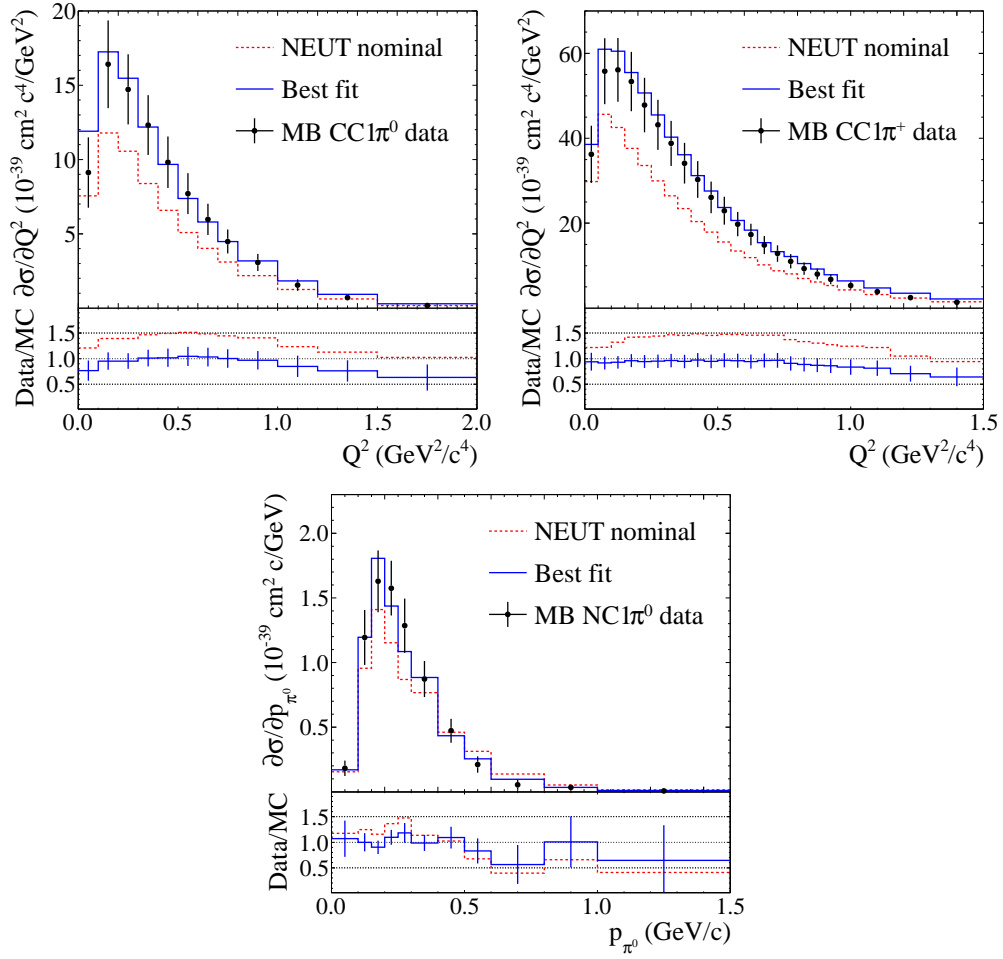 ∂σ/∂Q² (10⁻³⁹ cm² c⁴/GeV²)
20
15
10
5
NEUT nominal
Best fit
MB CC1π⁰ data
Data/MC
1.5
1.0
0.5
0.0 0.5 1.0 1.5 2.0
Q² (GeV²/c⁴)
∂σ/∂Q² (10⁻³⁹ cm² c⁴/GeV²)
60
40
20
NEUT nominal
Best fit
MB CC1π⁺ data
Data/MC
1.5
1.0
0.5
0.0 0.5 1.0 1.5
Q² (GeV²/c⁴)
∂σ/∂p_π⁰ (10⁻³⁹ cm² c/GeV)
2.0
1.5
1.0
0.5
NEUT nominal
Best fit
MB NC1π⁰ data
Data/MC
1.5
1.0
0.5
0.0 0.5 1.0 1.5
p_π⁰ (GeV/c)